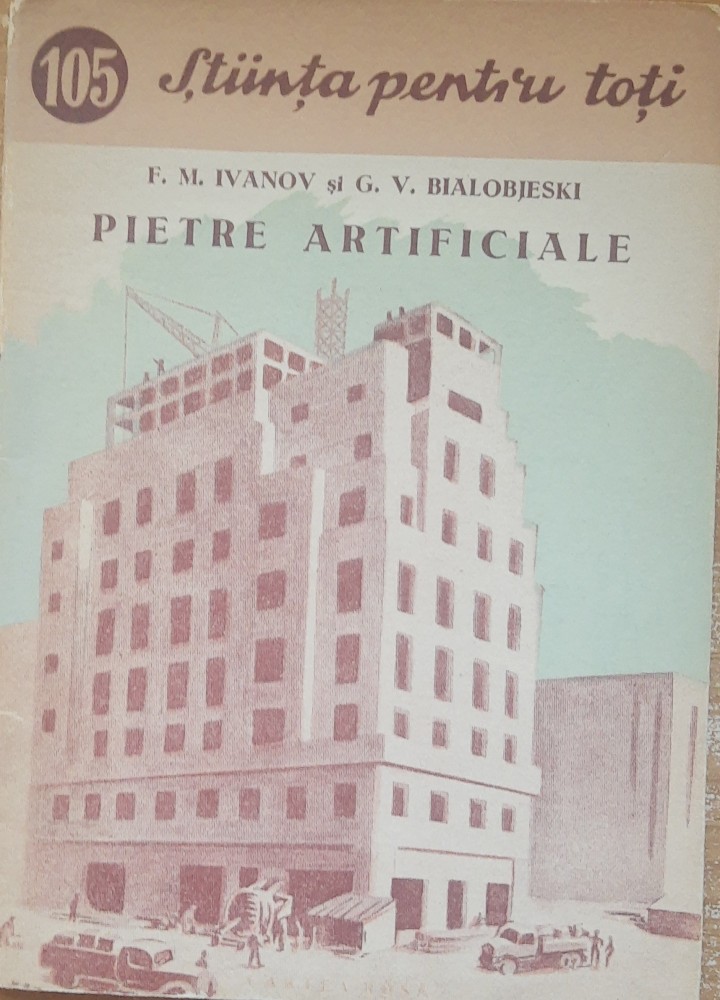 105 Știința pentru toți
F. M. IVANOV și G. V. BIALOBJESKI
PIETRE ARTIFICIALE